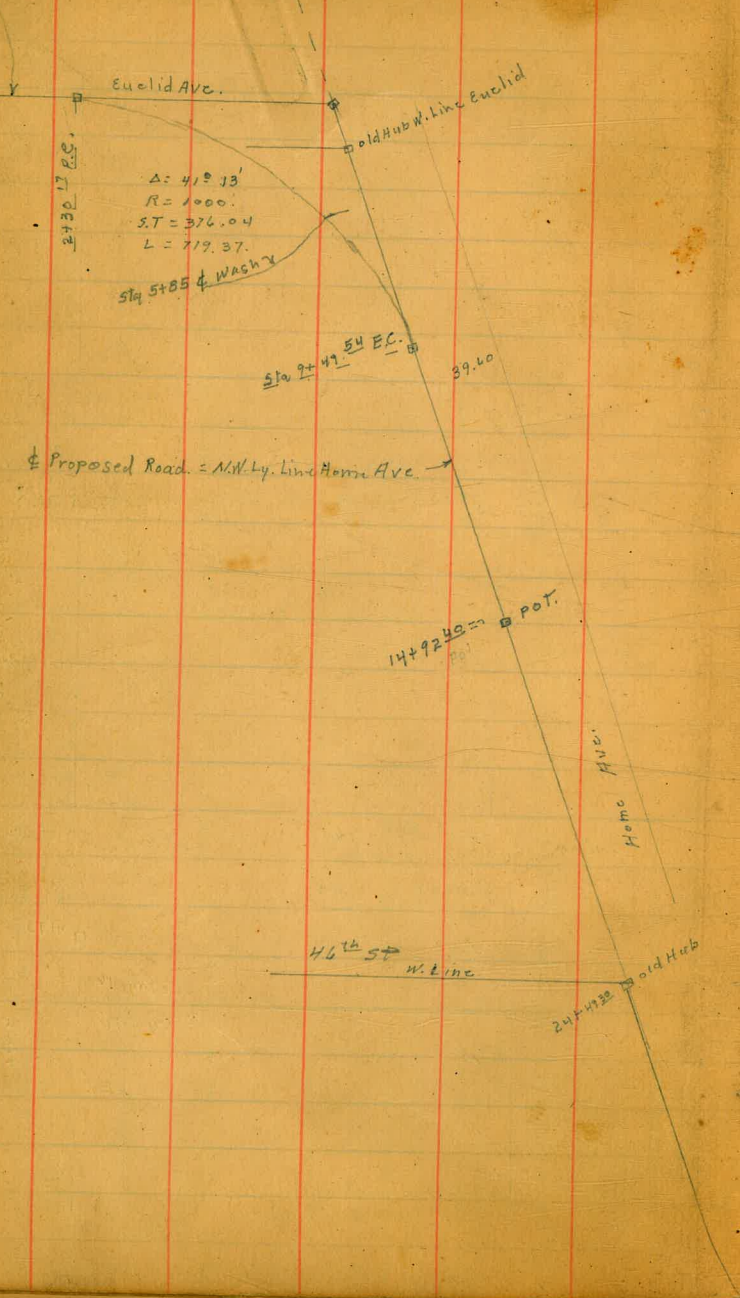 Euclid Ave.
old Hub W. Line Euclid
2+30 17 P.C.
Δ= 41° 13'
R = 1000.
S.T = 376.04
L = 719.37.
Sta 5+85 ₵ Wash
Sta 9+49.54 E.C.
39.60
₵ Proposed Road. = N.W.Ly. Line Home Ave
14+92 40 = P.O.T.
Home Ave.
46th St
W. Line
old Hub
24+49 30